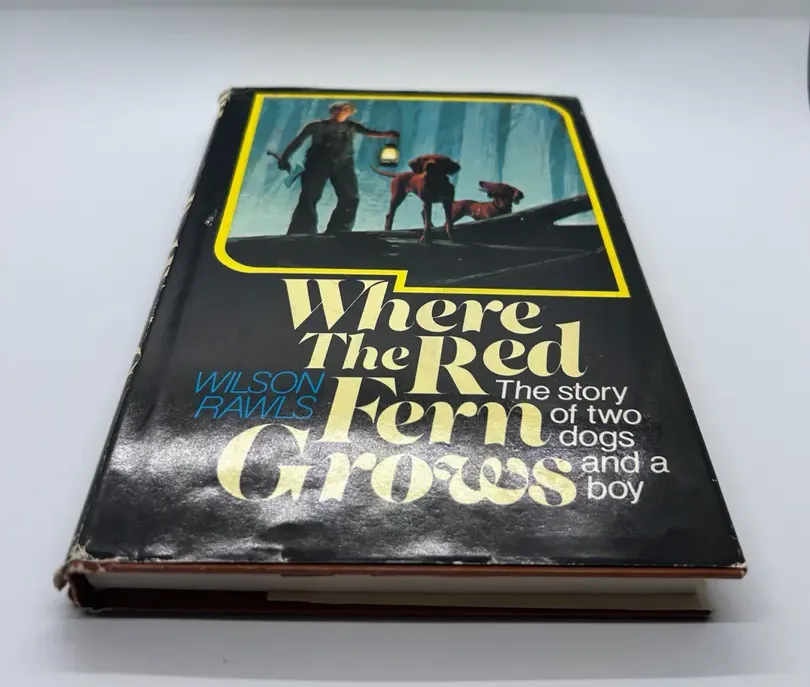 Where
The Red
Fern
Grows
WILSON
RAWLS
The story
of two
dogs
and a
boy